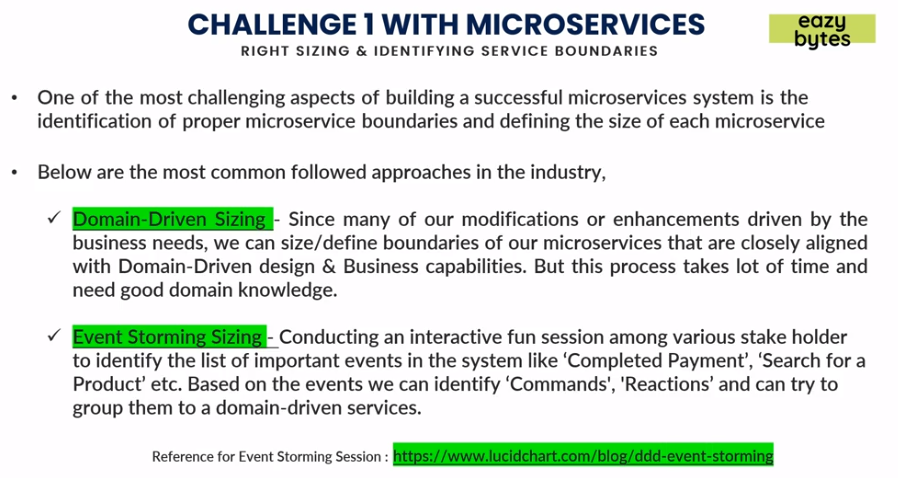 CHALLENGE 1 WITH MICROSERVICES
eazy
bytes
RIGHT SIZING & IDENTIFYING SERVICE BOUNDARIES
• One of the most challenging aspects of building a successful microservices system is the
identification of proper microservice boundaries and defining the size of each microservice
• Below are the most common followed approaches in the industry,
✓ Domain-Driven Sizing - Since many of our modifications or enhancements driven by the
business needs, we can size/define boundaries of our microservices that are closely aligned
with Domain-Driven design & Business capabilities. But this process takes lot of time and
need good domain knowledge.
✓ Event Storming Sizing - Conducting an interactive fun session among various stake holder
to identify the list of important events in the system like ‘Completed Payment’, ‘Search for a
Product’ etc. Based on the events we can identify ‘Commands', 'Reactions’ and can try to
group them to a domain-driven services.
Reference for Event Storming Session : https://www.lucidchart.com/blog/ddd-event-storming